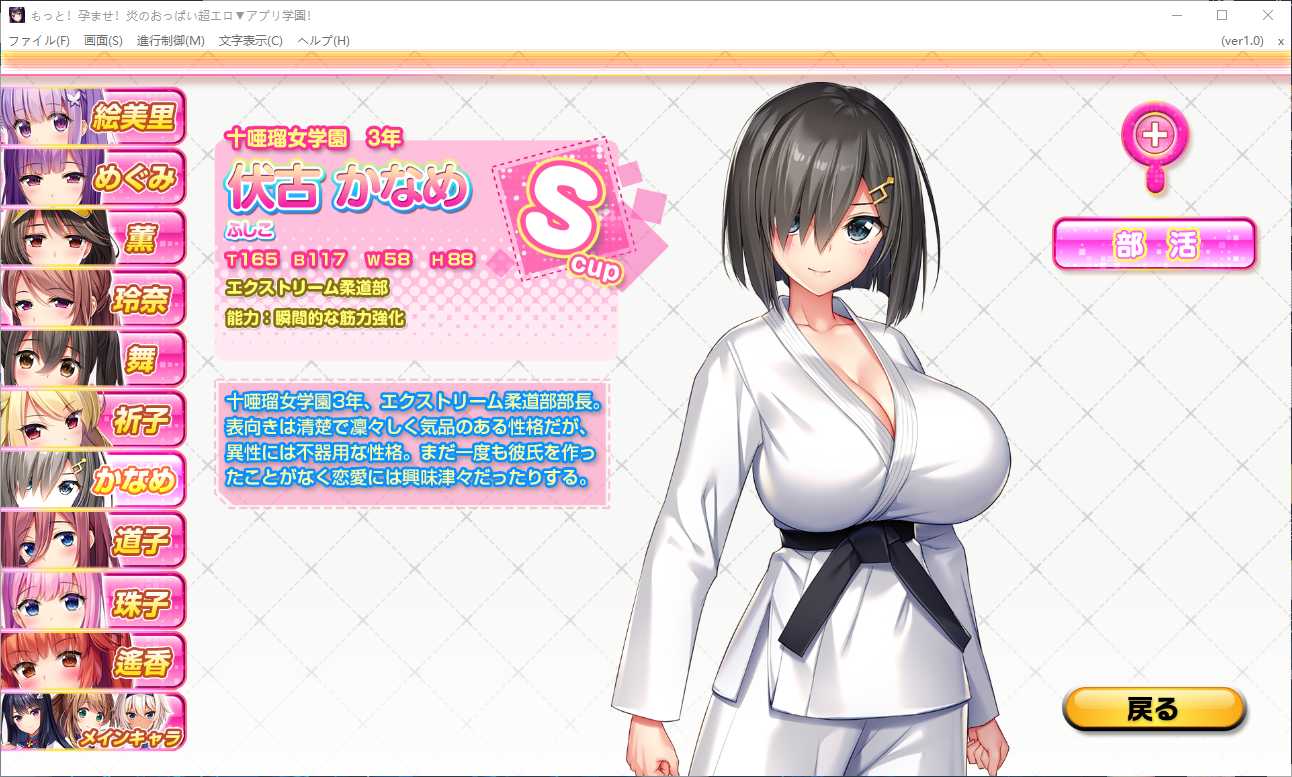 もっと！孕ませ！炎のおっぱい超エロ▼アプリ学園！
ファイル(F) 画面(S) 進行制御(M) 文字表示(C) ヘルプ(H) (ver1.0) x
絵美里
めぐみ
薫
玲奈
舞
祈子
かなめ
道子
珠子
遥香
メインキャラ
十唖瑠女学園 3年
伏古 かなめ
ふしこ
S cup
T165 B117 W58 H88
エクストリーム柔道部
能力：瞬間的な筋力強化
十唖瑠女学園3年、エクストリーム柔道部部長。
表向きは清楚で凛々しく気品のある性格だが、
異性には不器用な性格。まだ一度も彼氏を作っ
たことがなく恋愛には興味津々だったりする。
部 活
戻る